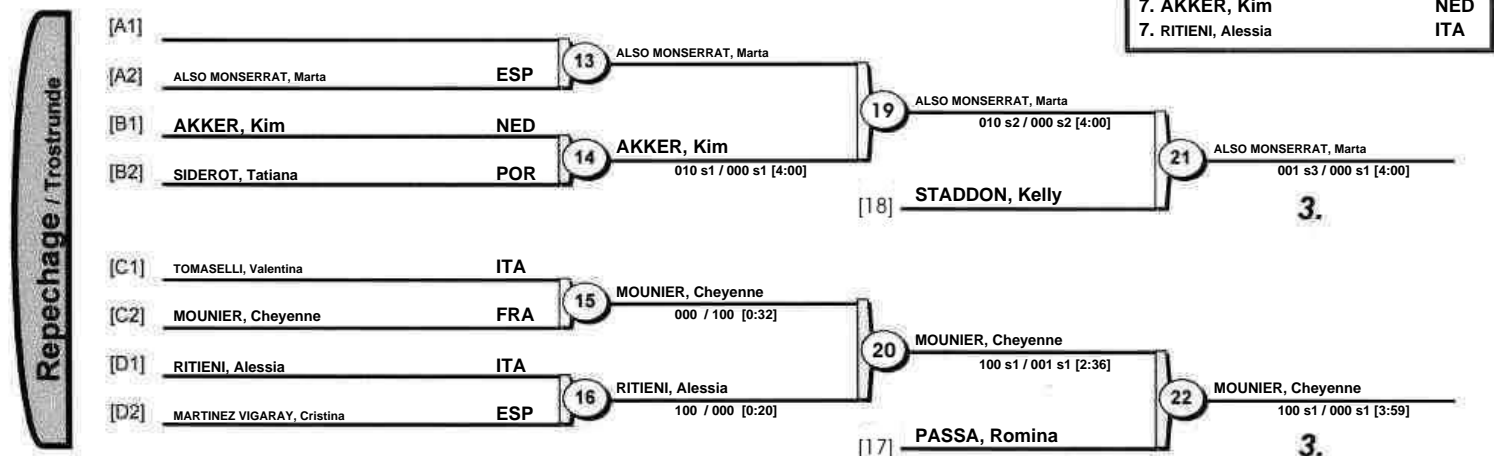 7. AKKER, Kim NED
7. RITIENI, Alessia ITA
Repechage / Trostrunde
[A1]
13 ALSO MONSERRAT, Marta
[A2] ALSO MONSERRAT, Marta ESP
19 ALSO MONSERRAT, Marta
010 s2 / 000 s2 [4:00]
[B1] AKKER, Kim NED
14 AKKER, Kim
010 s1 / 000 s1 [4:00]
21 ALSO MONSERRAT, Marta
001 s3 / 000 s1 [4:00]
[B2] SIDEROT, Tatiana POR
[18] STADDON, Kelly
3.
[C1] TOMASELLI, Valentina ITA
15 MOUNIER, Cheyenne
000 / 100 [0:32]
[C2] MOUNIER, Cheyenne FRA
20 MOUNIER, Cheyenne
100 s1 / 001 s1 [2:36]
[D1] RITIENI, Alessia ITA
16 RITIENI, Alessia
100 / 000 [0:20]
22 MOUNIER, Cheyenne
100 s1 / 000 s1 [3:59]
[D2] MARTINEZ VIGARAY, Cristina ESP
[17] PASSA, Romina
3.